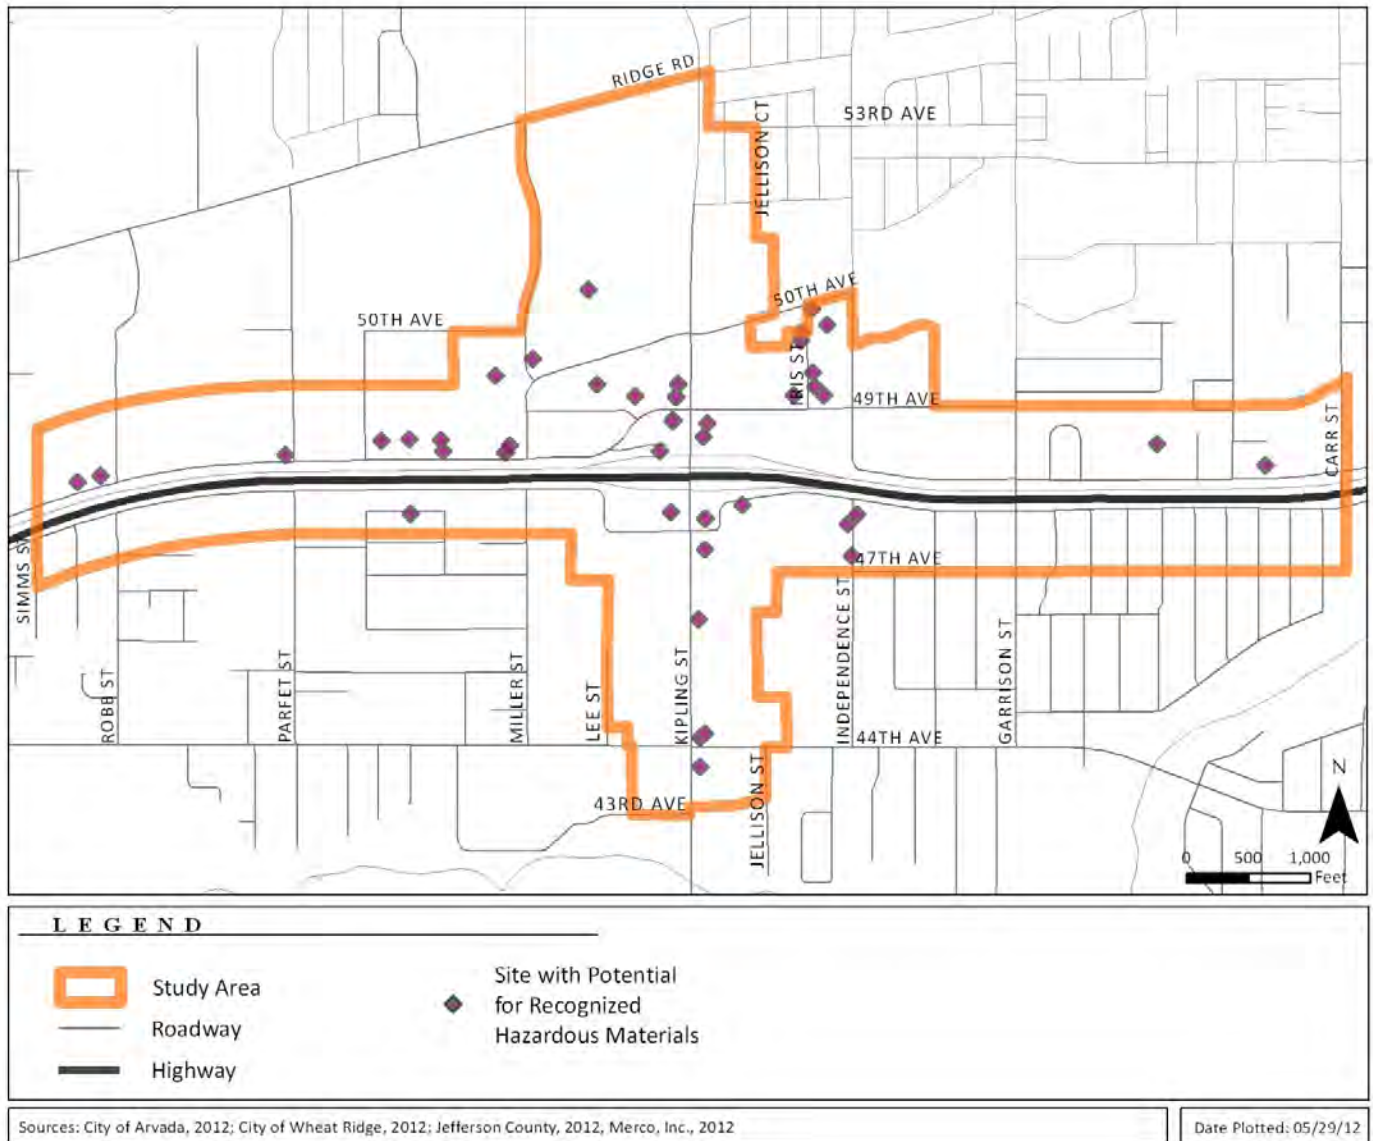 RIDGE RD
53RD AVE
JELLISON CT
50TH AVE
50TH AVE
IRIS ST
49TH AVE
CARR ST
SIMMS ST
47TH AVE
ROBB ST
PARFET ST
MILLER ST
LEE ST
KIPLING ST
INDEPENDENCE ST
GARRISON ST
44TH AVE
JELLISON ST
43RD AVE
N
0 500 1,000
Feet
LEGEND
Study Area
Roadway
Highway
Site with Potential
for Recognized
Hazardous Materials
Sources: City of Arvada, 2012; City of Wheat Ridge, 2012; Jefferson County, 2012, Merco, Inc., 2012
Date Plotted: 05/29/12